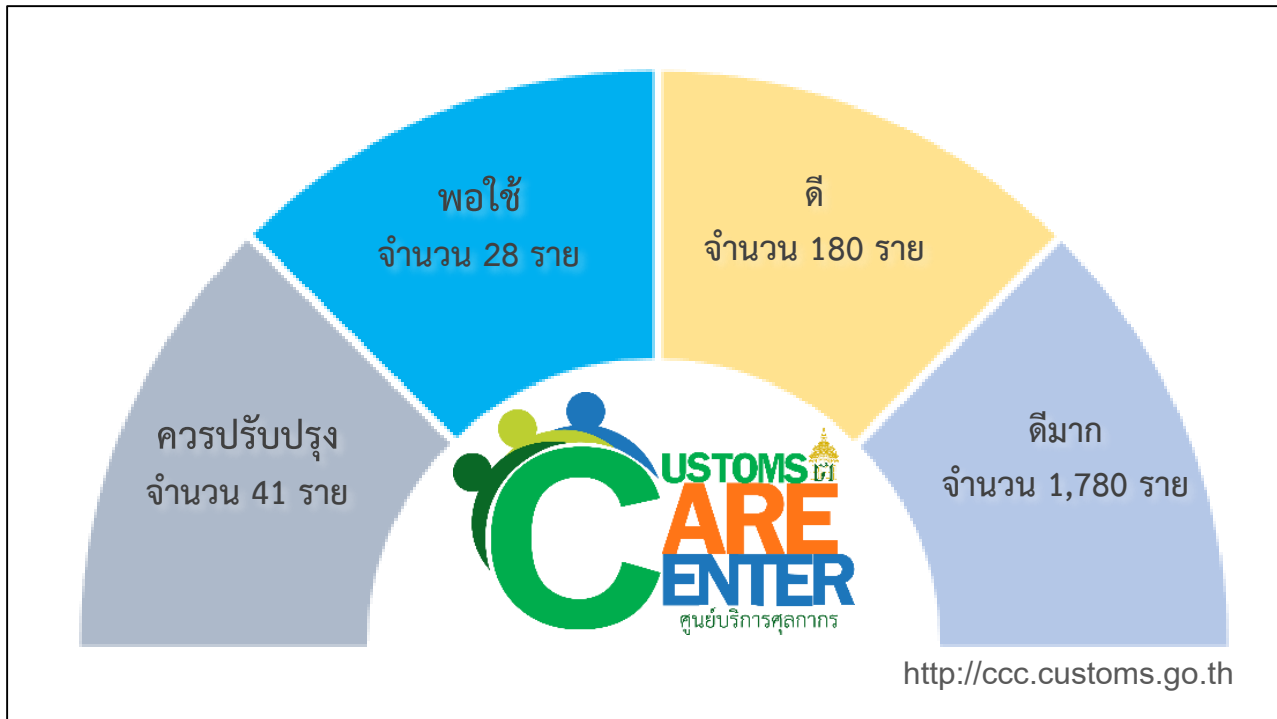 พอใช้
จำนวน 28 ราย
ดี
จำนวน 180 ราย
ควรปรับปรุง
จำนวน 41 ราย
ดีมาก
จำนวน 1,780 ราย
CUSTOMS
CARE
CENTER
ศูนย์บริการศุลกากร
http://ccc.customs.go.th